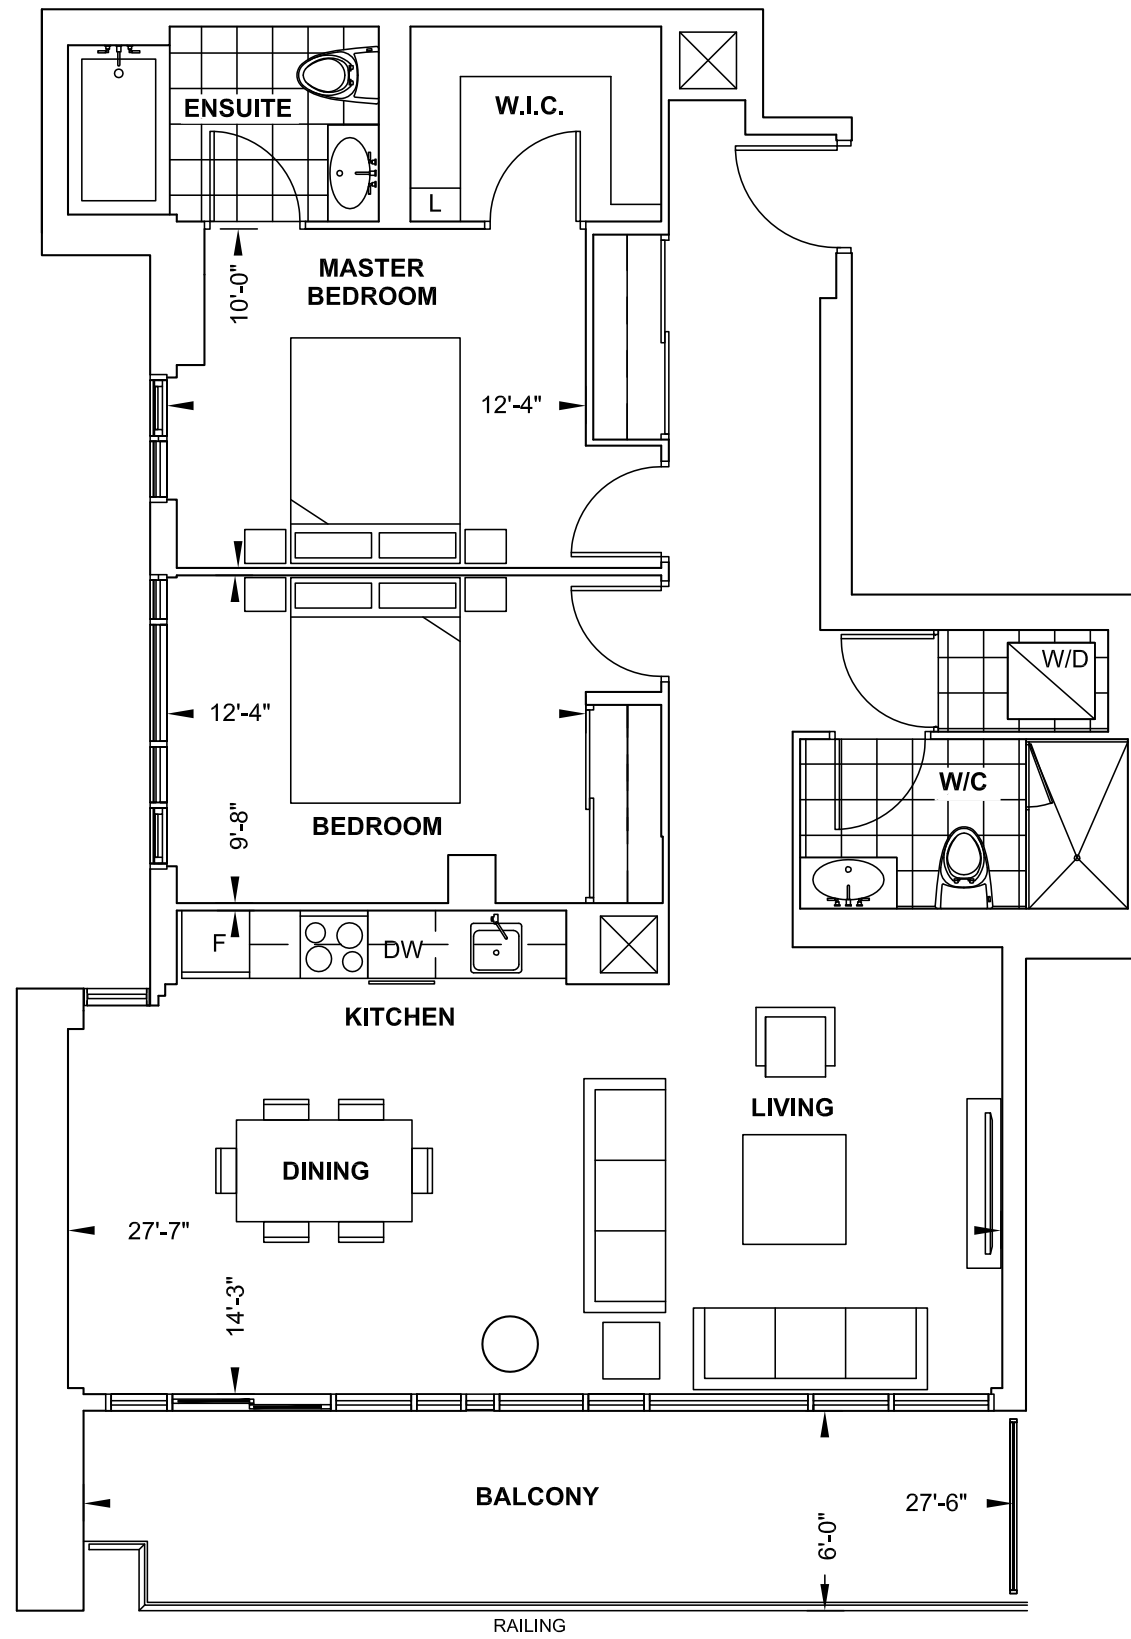 ENSUITE
W.I.C.
L
MASTER
BEDROOM
10'-0"
12'-4"
W/D
12'-4"
W/C
9'-8"
BEDROOM
F
DW
KITCHEN
LIVING
DINING
27'-7"
14'-3"
BALCONY
27'-6"
6'-0"
RAILING